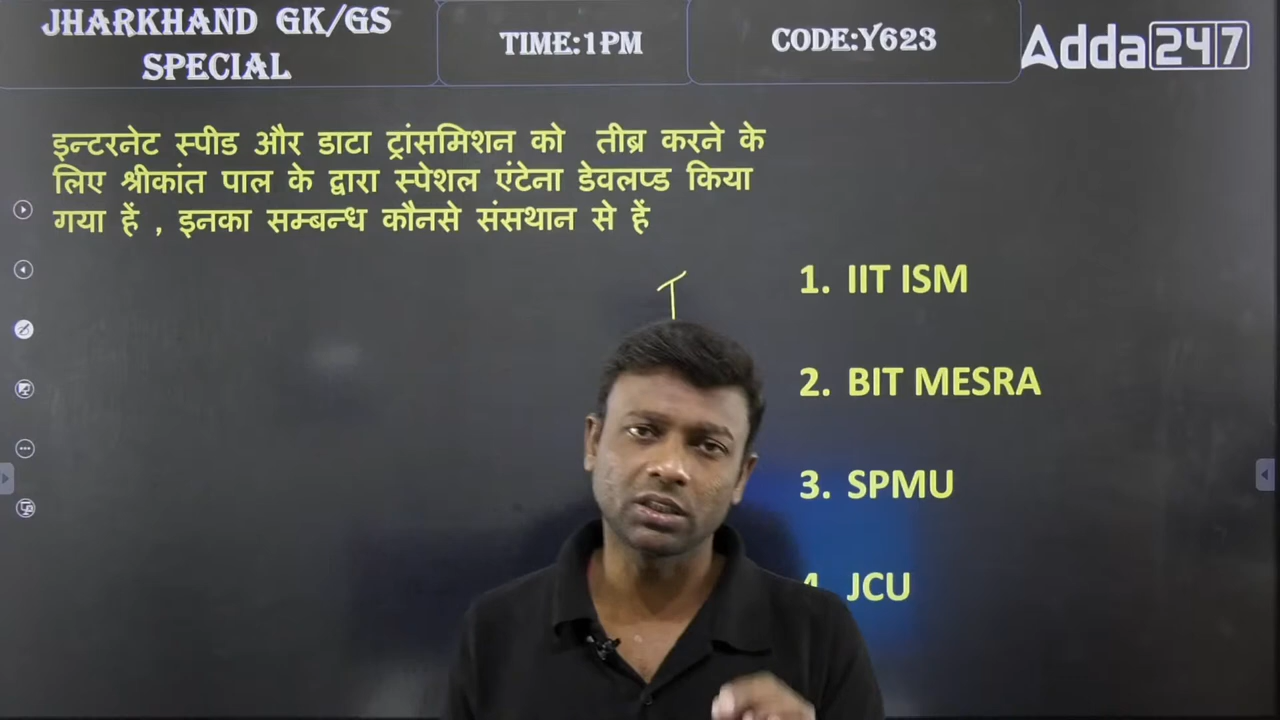 JHARKHAND GK/GS
SPECIAL
TIME:1PM
CODE:Y623
Adda247
इन्टरनेट स्पीड और डाटा ट्रांसमिशन को तीब्र करने के
लिए श्रीकांत पाल के द्वारा स्पेशल एंटेना डेवलप्ड किया
गया हें , इनका सम्बन्ध कौनसे संसथान से हें
1. IIT ISM
2. BIT MESRA
3. SPMU
4. JCU